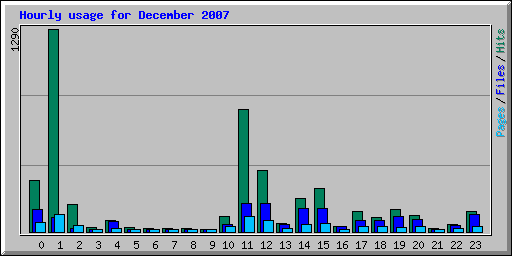 Hourly usage for December 2007
1290
Pages/Files/Hits
0 1 2 3 4 5 6 7 8 9 10 11 12 13 14 15 16 17 18 19 20 21 22 23